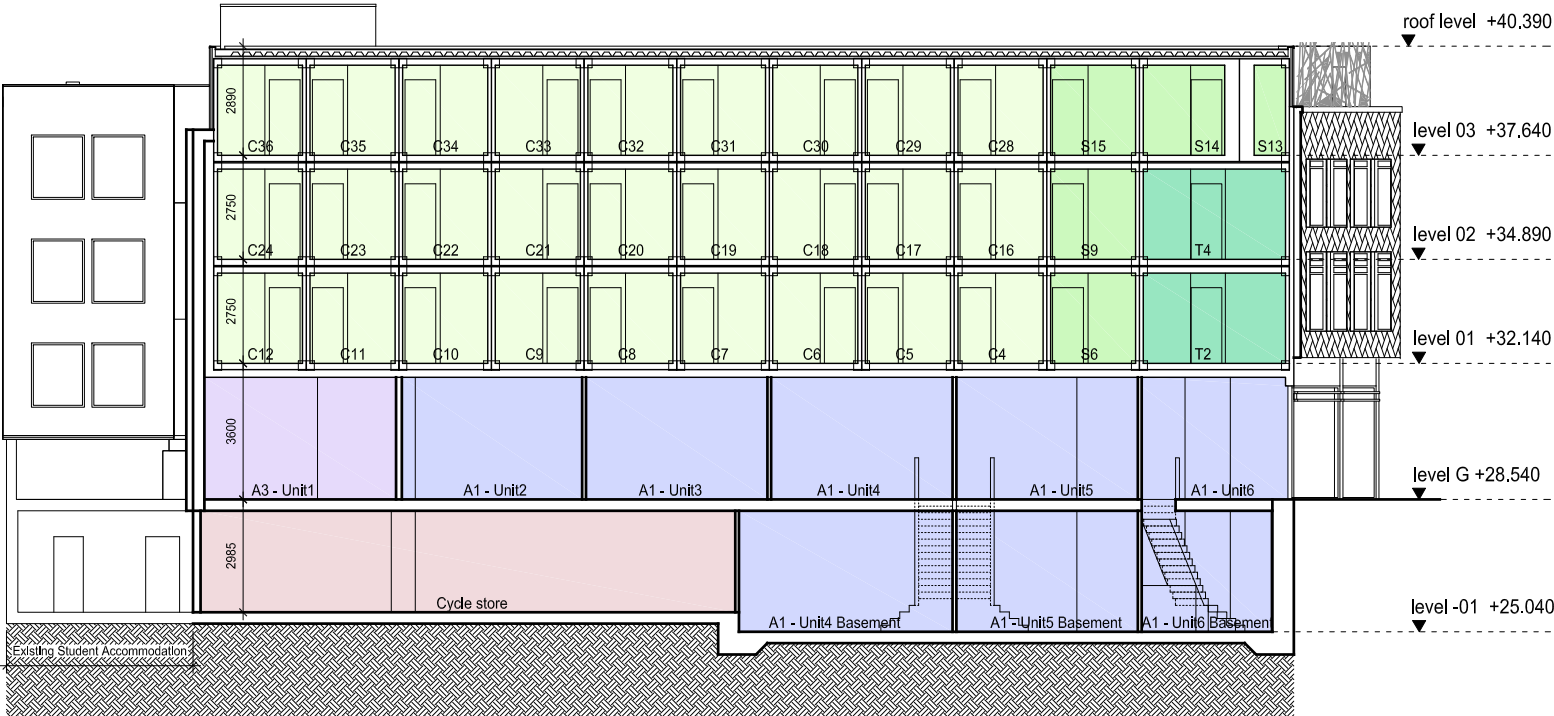 roof level +40.390
2890
C36 C35 C34 C33 C32 C31 C30 C29 C28 S15 S14 S13
level 03 +37.640
2750
C24 C23 C22 C21 C20 C19 C18 C17 C16 S9 T4
level 02 +34.890
2750
C12 C11 C10 C9 C8 C7 C6 C5 C4 S6 T2
level 01 +32.140
3600
A3 - Unit1 A1 - Unit2 A1 - Unit3 A1 - Unit4 A1 - Unit5 A1 - Unit6
level G +28.540
2985
Cycle store
A1 - Unit4 Basement A1 - Unit5 Basement A1 - Unit6 Basement
level -01 +25.040
Existing Student Accommodation